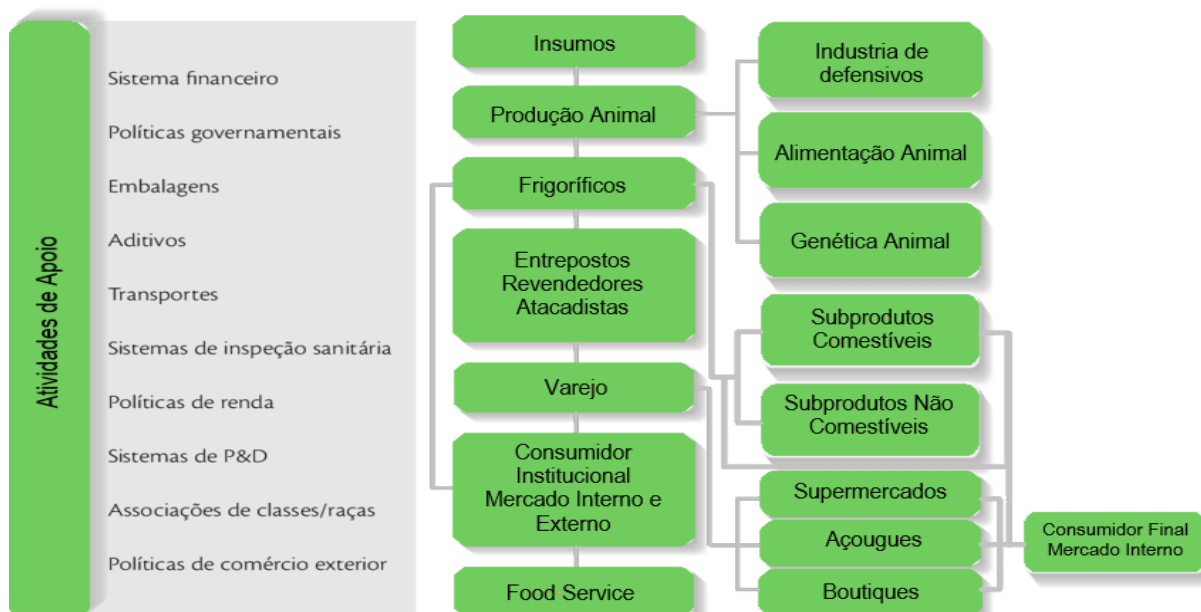 Atividades de Apoio
Sistema financeiro
Políticas governamentais
Embalagens
Aditivos
Transportes
Sistemas de inspeção sanitária
Políticas de renda
Sistemas de P&D
Associações de classes/raças
Políticas de comércio exterior
Insumos
Produção Animal
Frigoríficos
Entrepostos
Revendedores
Atacadistas
Varejo
Consumidor
Institucional
Mercado Interno e
Externo
Food Service
Industria de
defensivos
Alimentação Animal
Genética Animal
Subprodutos
Comestíveis
Subprodutos Não
Comestíveis
Supermercados
Açougues
Boutiques
Consumidor Final
Mercado Interno